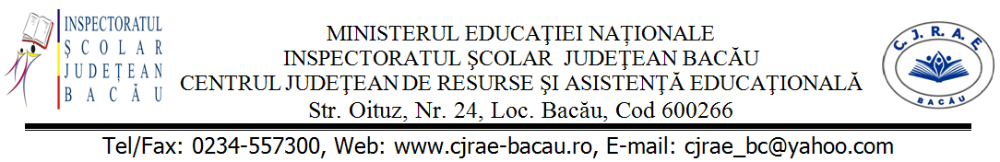 INSPECTORATUL
ŞCOLAR
JUDEŢEAN
BACĂU
MINISTERUL EDUCAŢIEI NAȚIONALE
INSPECTORATUL ŞCOLAR JUDEŢEAN BACĂU
CENTRUL JUDEŢEAN DE RESURSE ŞI ASISTENŢĂ EDUCAŢIONALĂ
Str. Oituz, Nr. 24, Loc. Bacău, Cod 600266
C.J.R.A.E.
BACĂU
Tel/Fax: 0234-557300, Web: www.cjrae-bacau.ro, E-mail: cjrae_bc@yahoo.com